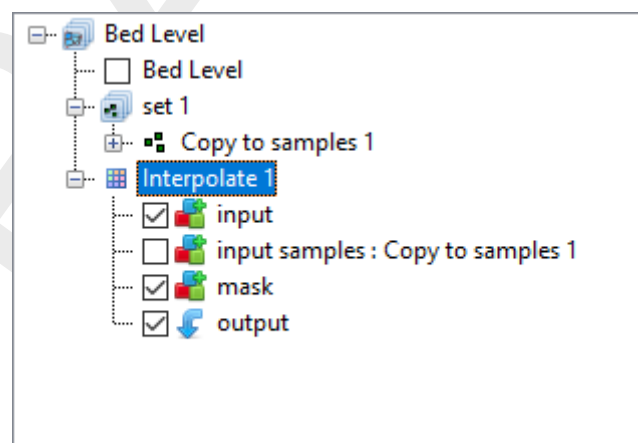 Bed Level
Bed Level
set 1
Copy to samples 1
Interpolate 1
input
input samples : Copy to samples 1
mask
output